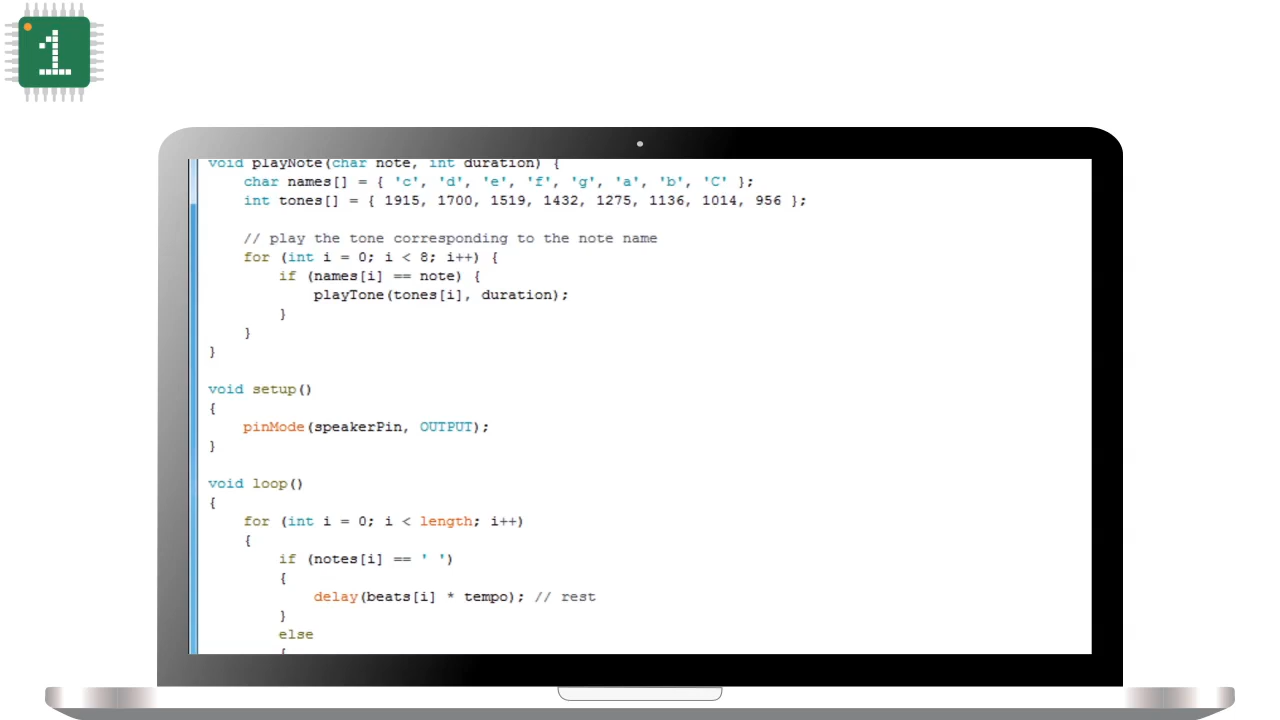 1
void playNote(char note, int duration) {
    char names[] = { 'c', 'd', 'e', 'f', 'g', 'a', 'b', 'C' };
    int tones[] = { 1915, 1700, 1519, 1432, 1275, 1136, 1014, 956 };
    // play the tone corresponding to the note name
    for (int i = 0; i < 8; i++) {
        if (names[i] == note) {
            playTone(tones[i], duration);
        }
    }
}
void setup()
{
    pinMode(speakerPin, OUTPUT);
}
void loop()
{
    for (int i = 0; i < length; i++)
    {
        if (notes[i] == ' ')
        {
            delay(beats[i] * tempo); // rest
        }
        else
        {